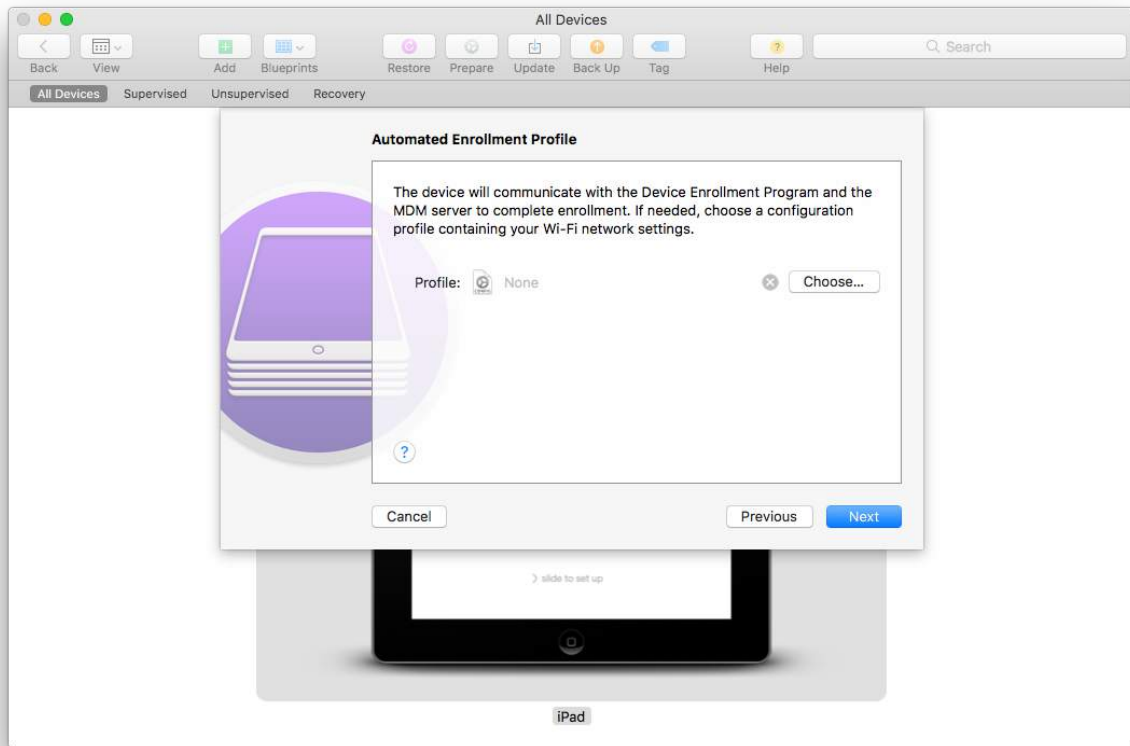 All Devices
Back View Add Blueprints Restore Prepare Update Back Up Tag ? Help Search
All Devices Supervised Unsupervised Recovery
Automated Enrollment Profile
The device will communicate with the Device Enrollment Program and the
MDM server to complete enrollment. If needed, choose a configuration
profile containing your Wi-Fi network settings.
Profile: None Choose...
?
Cancel Previous Next
> slide to set up
iPad